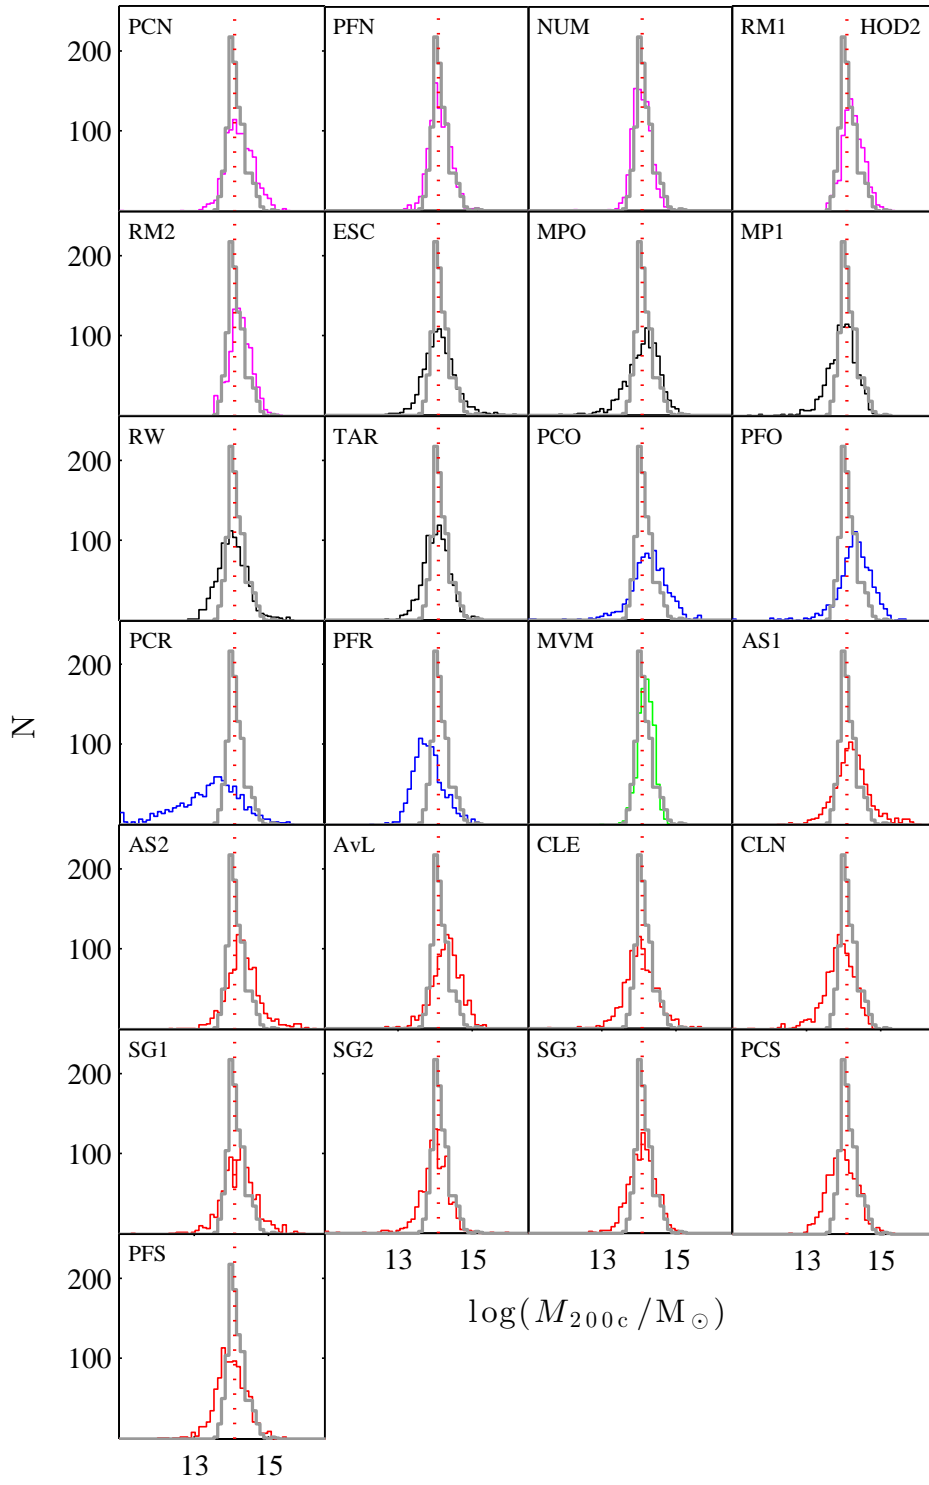 PCN PFN NUM RM1 HOD2
200
100
RM2 ESC MPO MP1
200
100
RW TAR PCO PFO
200
100
PCR PFR MVM AS1
200
100
N
AS2 AvL CLE CLN
200
100
SG1 SG2 SG3 PCS
200
100
PFS 13 15 13 15 13 15
200
log(M200c/M⊙)
100
13 15